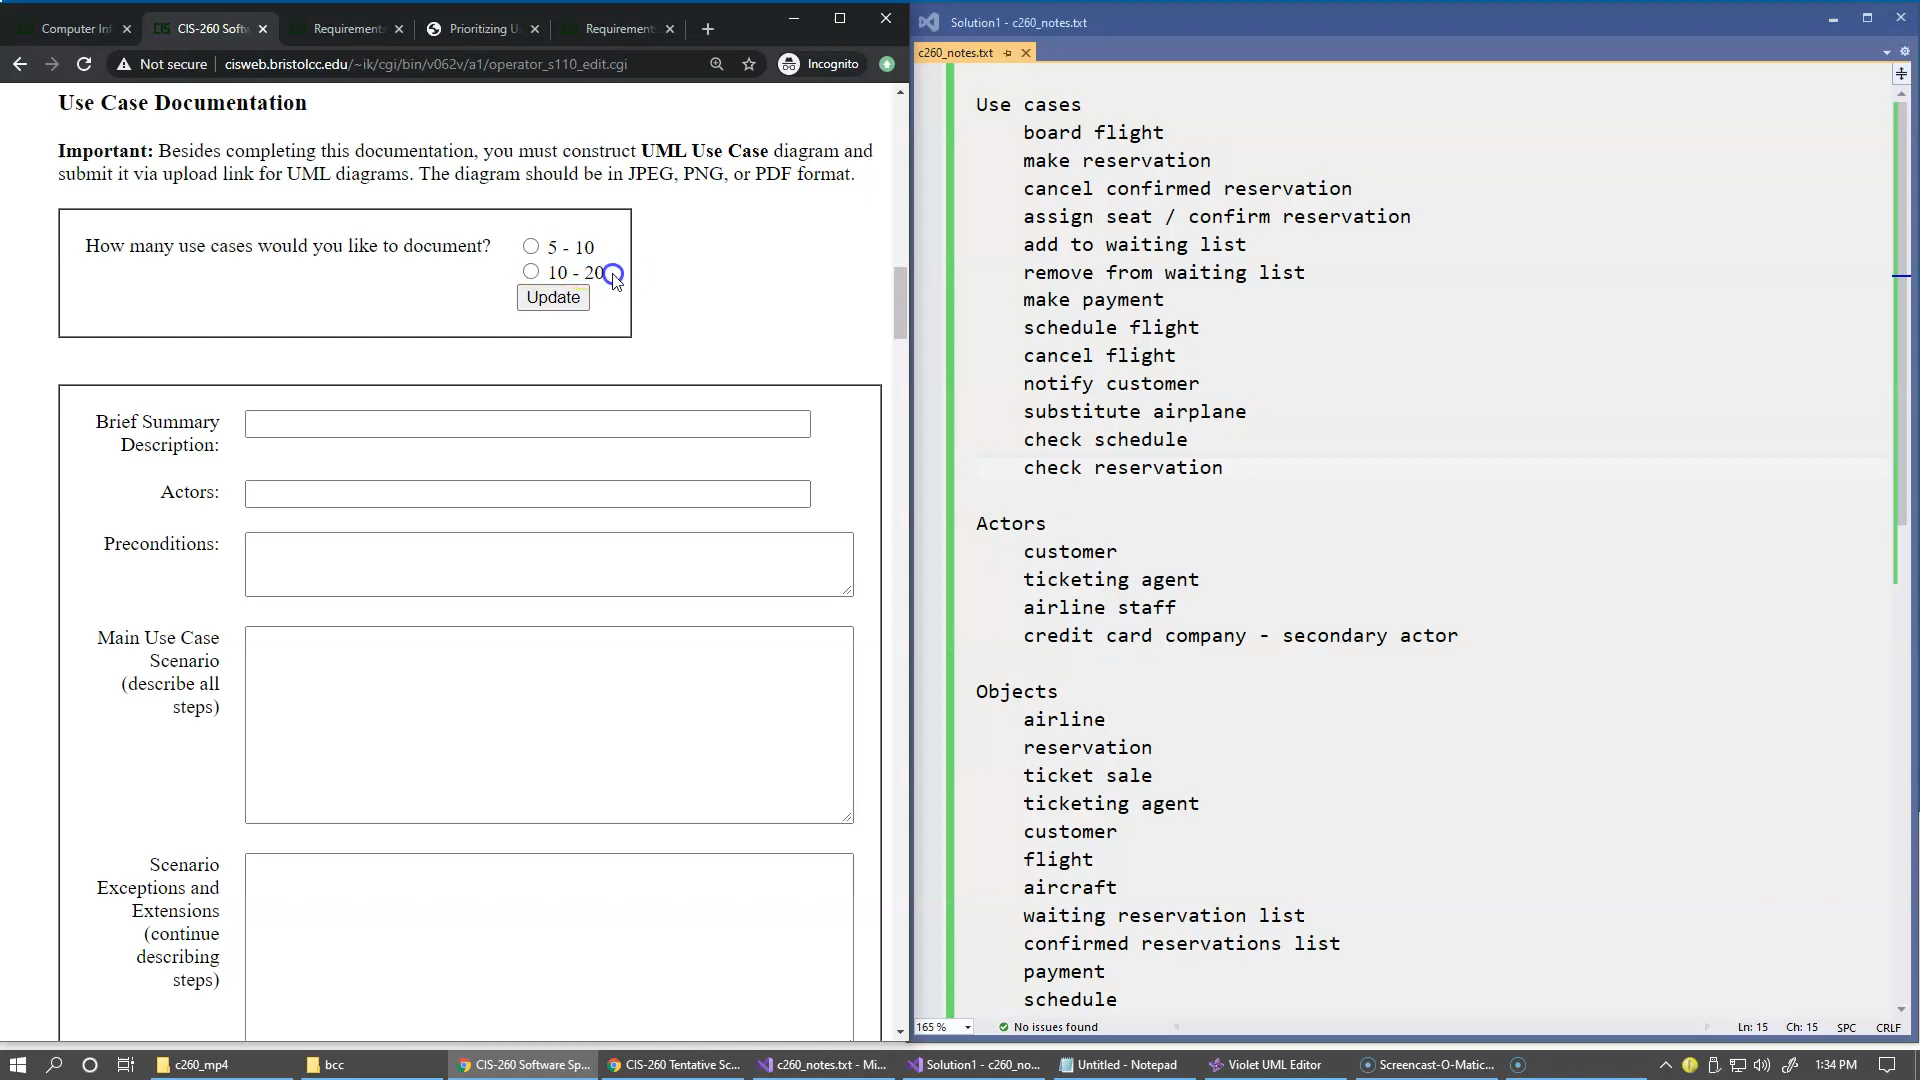 Computer In
CIS-260 Softw
Requirements
Prioritizing U
Requirement
Not secure
cisweb.bristolcc.edu/~ik/cgi/bin/v062v/a1/operator_s110_edit.cgi
Incognito
Use Case Documentation
Important: Besides completing this documentation, you must construct UML Use Case diagram and
submit it via upload link for UML diagrams. The diagram should be in JPEG, PNG, or PDF format.
How many use cases would you like to document?
5 - 10
10 - 20
Update
Brief Summary
Description:
Actors:
Preconditions:
Main Use Case
Scenario
(describe all
steps)
Scenario
Exceptions and
Extensions
(continue
describing
steps)
Solution1 - c260_notes.txt
c260_notes.txt
Use cases
board flight
make reservation
cancel confirmed reservation
assign seat / confirm reservation
add to waiting list
remove from waiting list
make payment
schedule flight
cancel flight
notify customer
substitute airplane
check schedule
check reservation
Actors
customer
ticketing agent
airline staff
credit card company - secondary actor
Objects
airline
reservation
ticket sale
ticketing agent
customer
flight
aircraft
waiting reservation list
confirmed reservations list
payment
schedule
165 %
No issues found
Ln: 15
Ch: 15
SPC
CRLF
c260_mp4
bcc
CIS-260 Software Sp...
CIS-260 Tentative Sc...
c260_notes.txt - Mi...
Solution1 - c260_no...
Untitled - Notepad
Violet UML Editor
Screencast-O-Matic...
1:34 PM